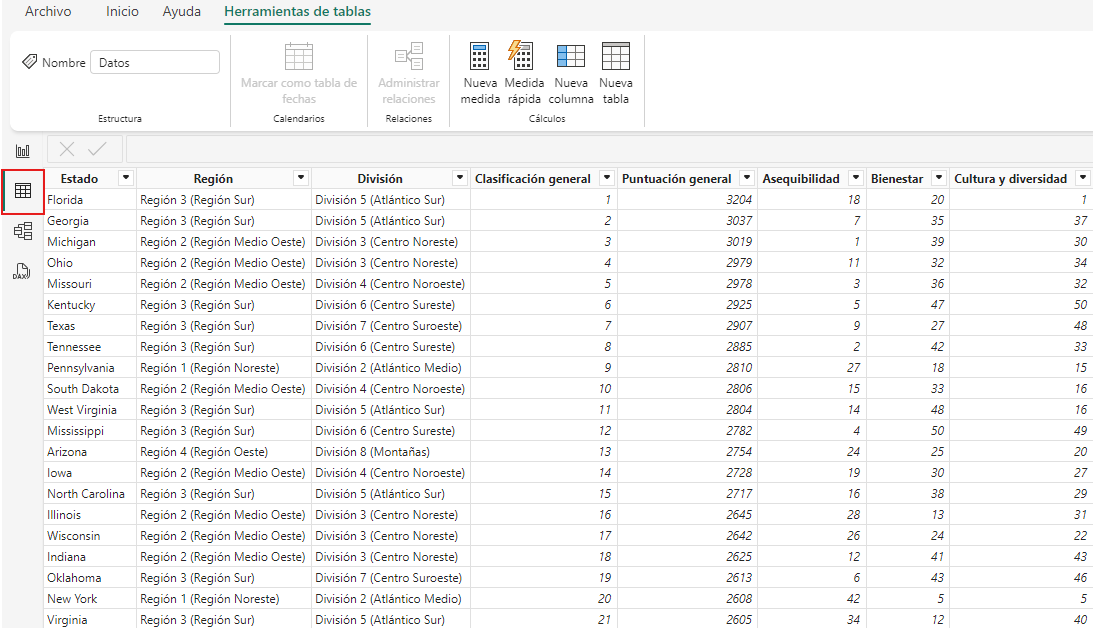 Archivo Inicio Ayuda Herramientas de tablas
Nombre Datos
Estructura
Marcar como tabla de
fechas
Calendarios
Administrar
relaciones
Relaciones
Nueva
medida
Medida
rápida
Nueva
columna
Nueva
tabla
Cálculos
DAX
Estado Región División Clasificación general Puntuación general Asequibilidad Bienestar Cultura y diversidad
Florida Región 3 (Región Sur) División 5 (Atlántico Sur) 1 3204 18 20 1
Georgia Región 3 (Región Sur) División 5 (Atlántico Sur) 2 3037 7 35 37
Michigan Región 2 (Región Medio Oeste) División 3 (Centro Noreste) 3 3019 1 39 30
Ohio Región 2 (Región Medio Oeste) División 3 (Centro Noreste) 4 2979 11 32 34
Missouri Región 2 (Región Medio Oeste) División 4 (Centro Noroeste) 5 2978 3 36 32
Kentucky Región 3 (Región Sur) División 6 (Centro Sureste) 6 2925 5 47 50
Texas Región 3 (Región Sur) División 7 (Centro Suroeste) 7 2907 9 27 48
Tennessee Región 3 (Región Sur) División 6 (Centro Sureste) 8 2885 2 42 33
Pennsylvania Región 1 (Región Noreste) División 2 (Atlántico Medio) 9 2810 27 18 15
South Dakota Región 2 (Región Medio Oeste) División 4 (Centro Noroeste) 10 2806 15 33 16
West Virginia Región 3 (Región Sur) División 5 (Atlántico Sur) 11 2804 14 48 16
Mississippi Región 3 (Región Sur) División 6 (Centro Sureste) 12 2782 4 50 49
Arizona Región 4 (Región Oeste) División 8 (Montañas) 13 2754 24 25 20
Iowa Región 2 (Región Medio Oeste) División 4 (Centro Noroeste) 14 2728 19 30 27
North Carolina Región 3 (Región Sur) División 5 (Atlántico Sur) 15 2717 16 38 29
Illinois Región 2 (Región Medio Oeste) División 3 (Centro Noreste) 16 2645 28 13 31
Wisconsin Región 2 (Región Medio Oeste) División 3 (Centro Noreste) 17 2642 26 24 22
Indiana Región 2 (Región Medio Oeste) División 3 (Centro Noreste) 18 2625 12 41 43
Oklahoma Región 3 (Región Sur) División 7 (Centro Suroeste) 19 2613 6 43 46
New York Región 1 (Región Noreste) División 2 (Atlántico Medio) 20 2608 42 5 5
Virginia Región 3 (Región Sur) División 5 (Atlántico Sur) 21 2605 34 12 40